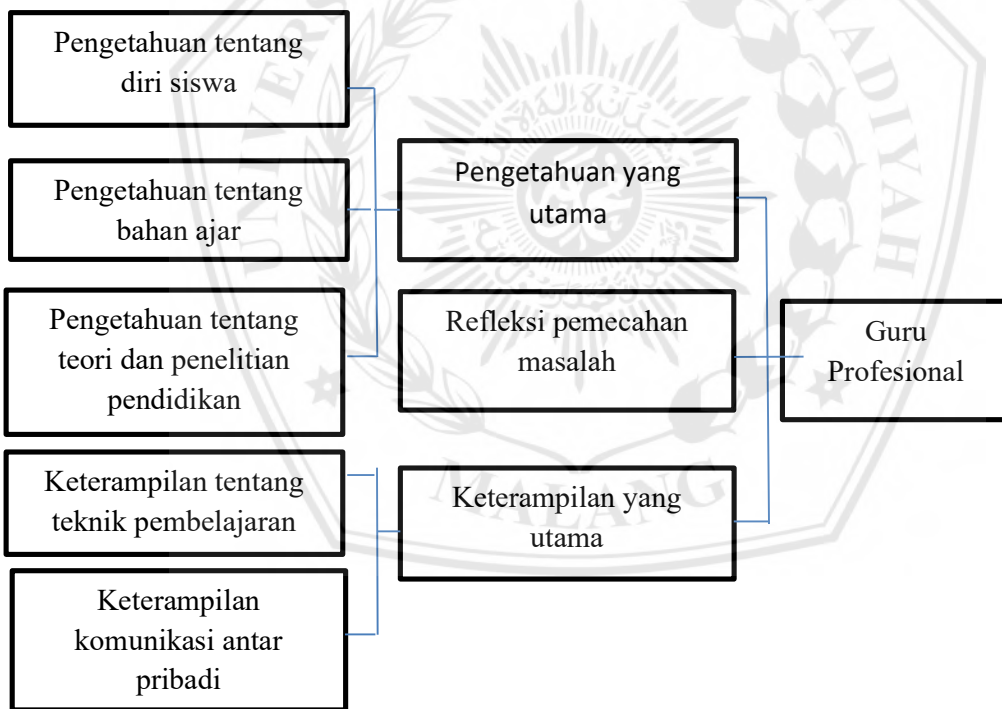 Pengetahuan tentang
diri siswa
Pengetahuan tentang
bahan ajar
Pengetahuan tentang
teori dan penelitian
pendidikan
Keterampilan tentang
teknik pembelajaran
Keterampilan
komunikasi antar
pribadi
Pengetahuan yang
utama
Refleksi pemecahan
masalah
Keterampilan yang
utama
Guru
Profesional
MALANG